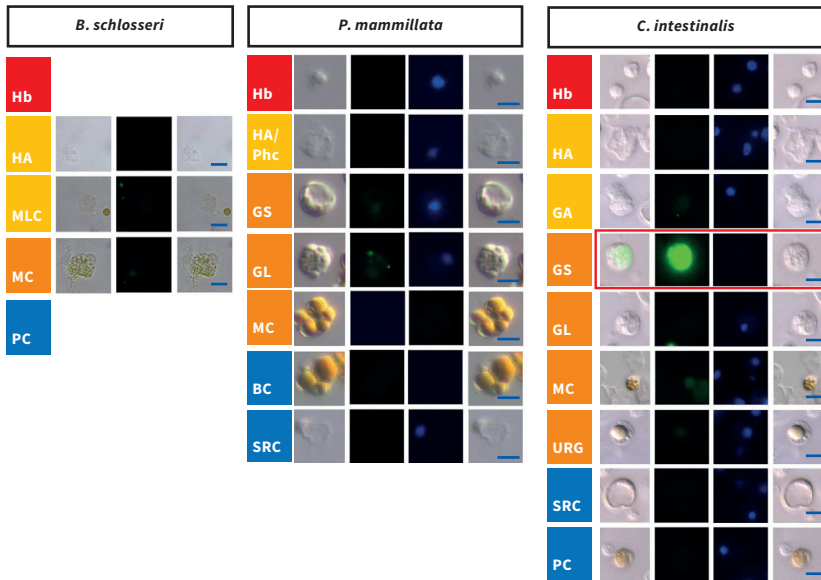 B. schlosseri
Hb
HA
MLC
MC
PC
P. mammillata
Hb
HA/
Phc
GS
GL
MC
BC
SRC
C. intestinalis
Hb
HA
GA
GS
GL
MC
URG
SRC
PC